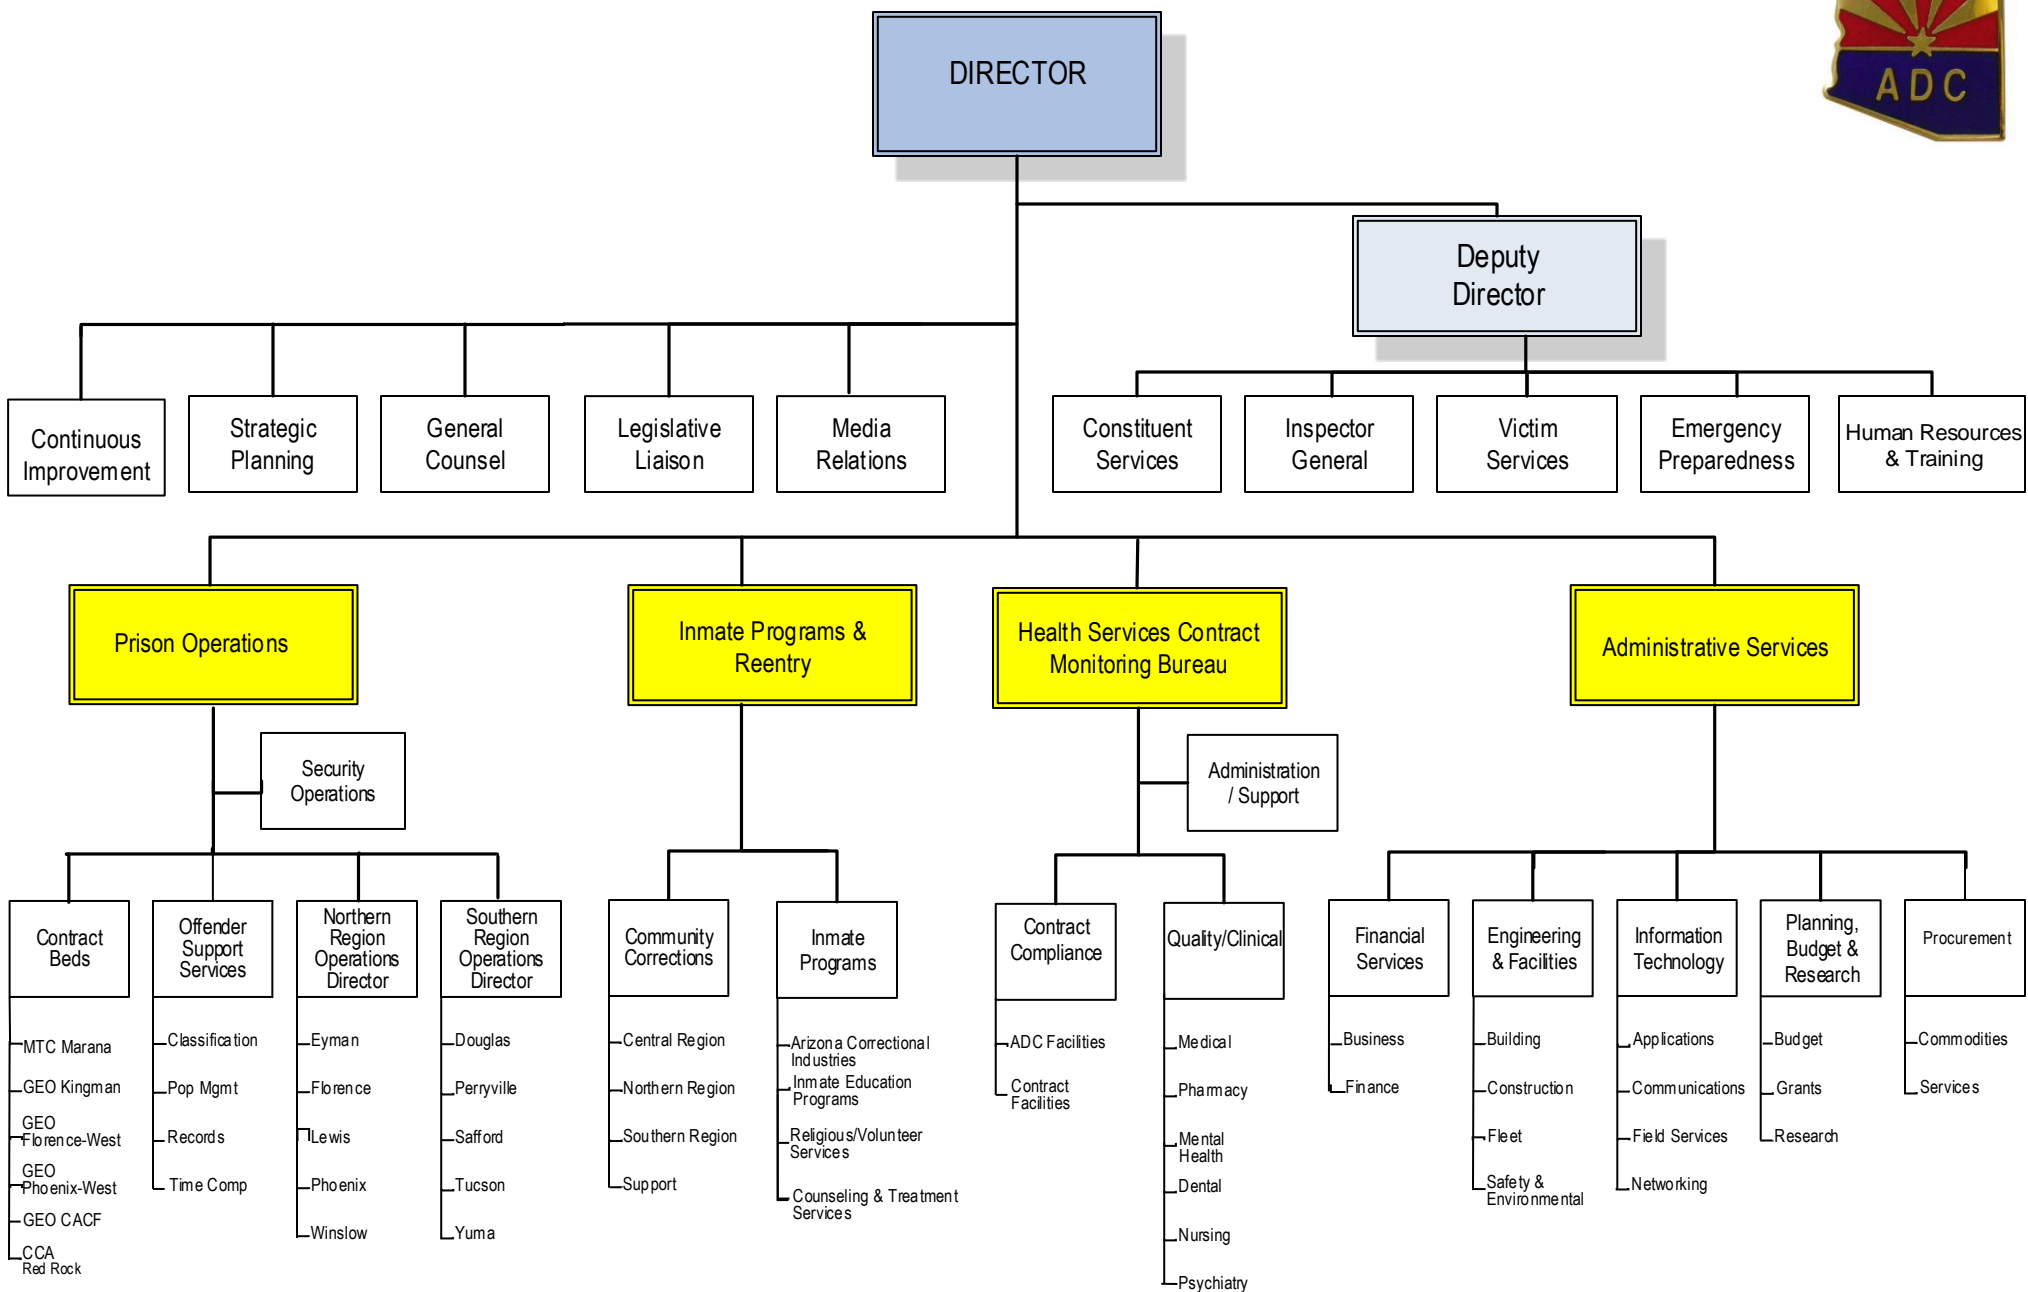 DIRECTOR
ADC
Deputy
Director
Continuous
Improvement
Strategic
Planning
General
Counsel
Legislative
Liaison
Media
Relations
Constituent
Services
Inspector
General
Victim
Services
Emergency
Preparedness
Human Resources
& Training
Prison Operations
Inmate Programs &
Reentry
Health Services Contract
Monitoring Bureau
Administrative Services
Security
Operations
Administration
/ Support
Contract
Beds
MTC Marana
GEO Kingman
GEO
Florence-West
GEO
Phoenix-West
GEO CACF
CCA
Red Rock
Offender
Support
Services
Classification
Pop Mgmt
Records
Time Comp
Northern
Region
Operations
Director
Eyman
Florence
Lewis
Phoenix
Winslow
Southern
Region
Operations
Director
Douglas
Perryville
Safford
Tucson
Yuma
Community
Corrections
Central Region
Northern Region
Southern Region
Support
Inmate
Programs
Arizona Correctional
Industries
Inmate Education
Programs
Religious/Volunteer
Services
Counseling & Treatment
Services
Contract
Compliance
ADC Facilities
Contract
Facilities
Quality/Clinical
Medical
Pharmacy
Mental
Health
Dental
Nursing
Psychiatry
Financial
Services
Business
Finance
Engineering
& Facilities
Building
Construction
Fleet
Safety &
Environmental
Information
Technology
Applications
Communications
Field Services
Networking
Planning,
Budget &
Research
Budget
Grants
Research
Procurement
Commodities
Services